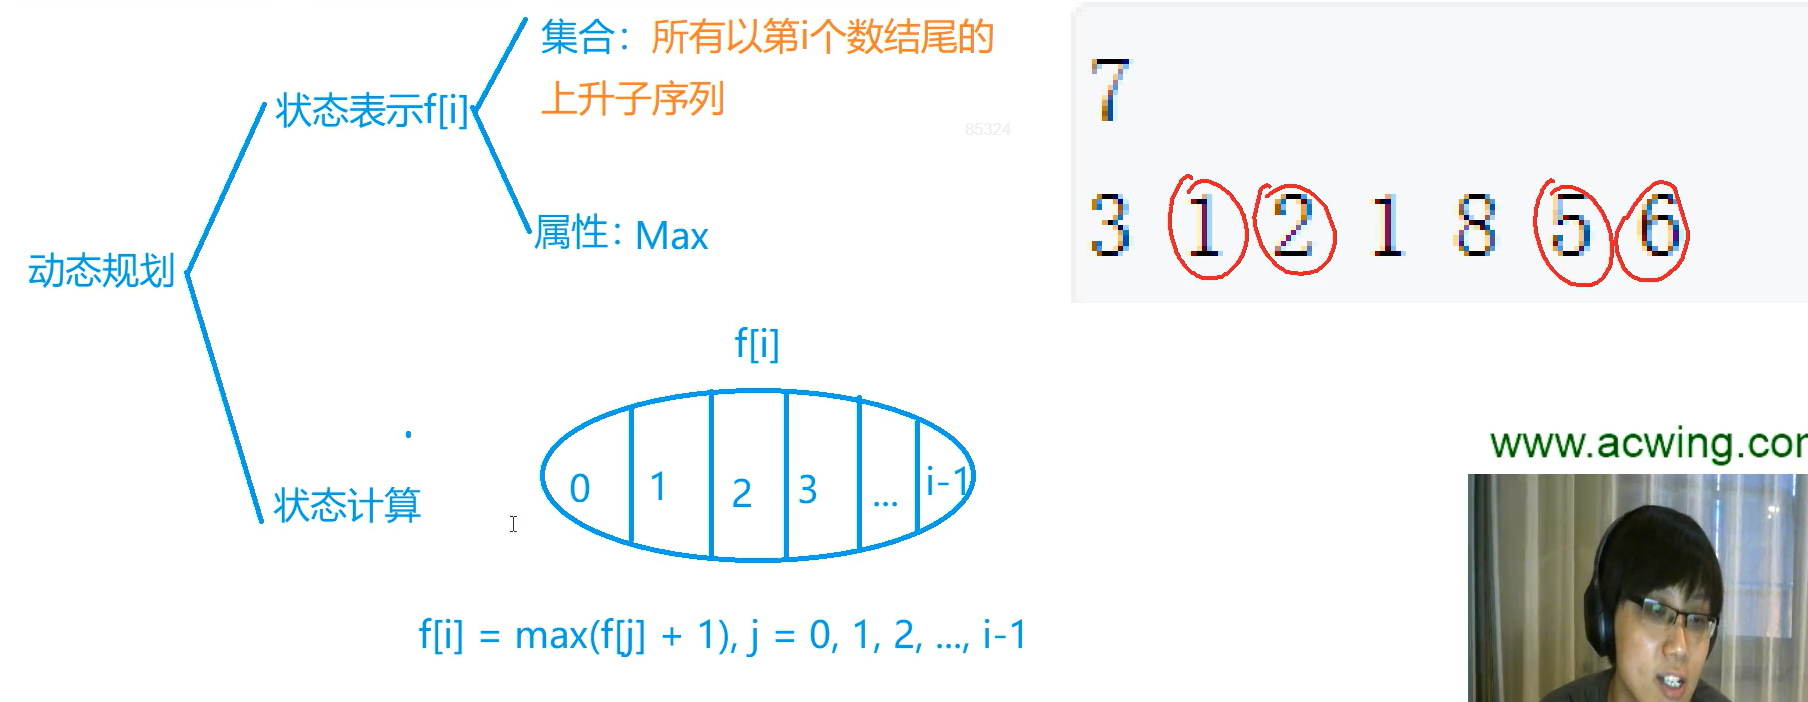 集合：所有以第i个数结尾的
上升子序列
状态表示f[i]
属性：Max
动态规划
状态计算
f[i]
0 1 2 3 ... i-1
f[i] = max(f[j] + 1), j = 0, 1, 2, ..., i-1
85324
7
3 1 2 1 8 5 6
www.acwing.cor